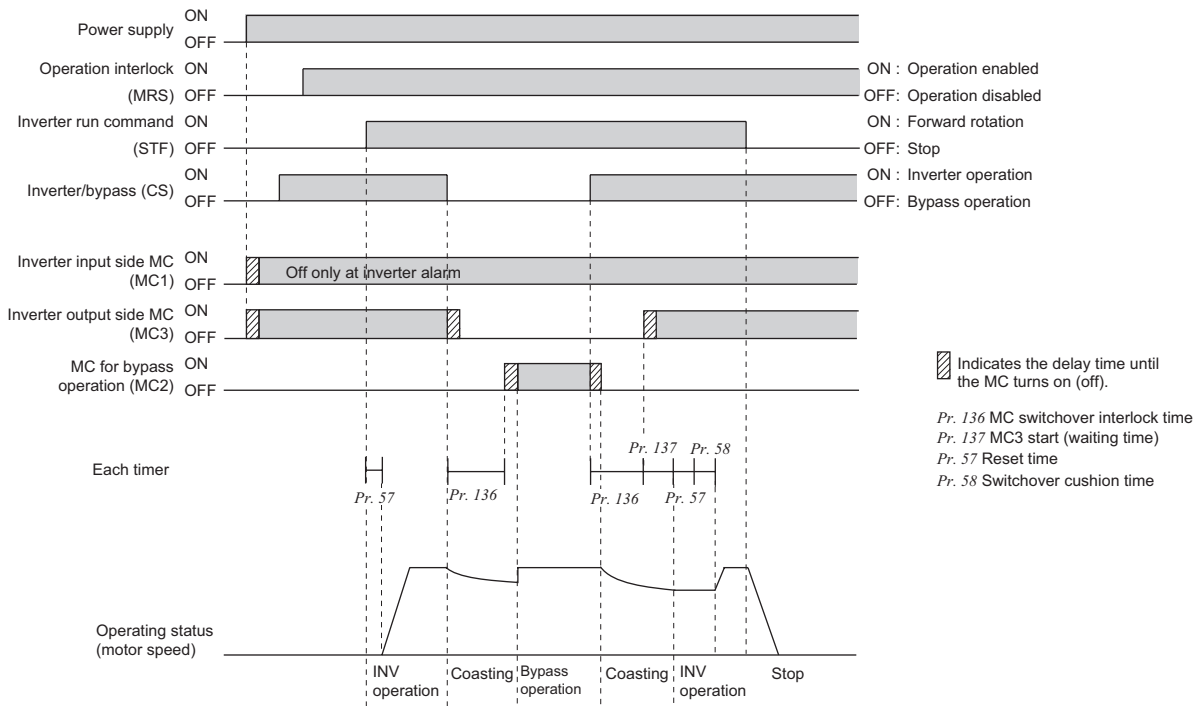 Power supply
ON
OFF
Operation interlock
(MRS)
ON
OFF
ON : Operation enabled
OFF: Operation disabled
Inverter run command
(STF)
ON
OFF
ON : Forward rotation
OFF: Stop
Inverter/bypass (CS)
ON
OFF
ON : Inverter operation
OFF: Bypass operation
Inverter input side MC
(MC1)
ON
OFF
Off only at inverter alarm
Inverter output side MC
(MC3)
ON
OFF
MC for bypass
operation (MC2)
ON
OFF
Indicates the delay time until
the MC turns on (off).
Pr. 136 MC switchover interlock time
Pr. 137 MC3 start (waiting time)
Pr. 57 Reset time
Pr. 58 Switchover cushion time
Each timer
Pr. 57
Pr. 136
Pr. 137
Pr. 58
Pr. 136
Pr. 57
Operating status
(motor speed)
INV
operation
Coasting
Bypass
operation
Coasting
INV
operation
Stop